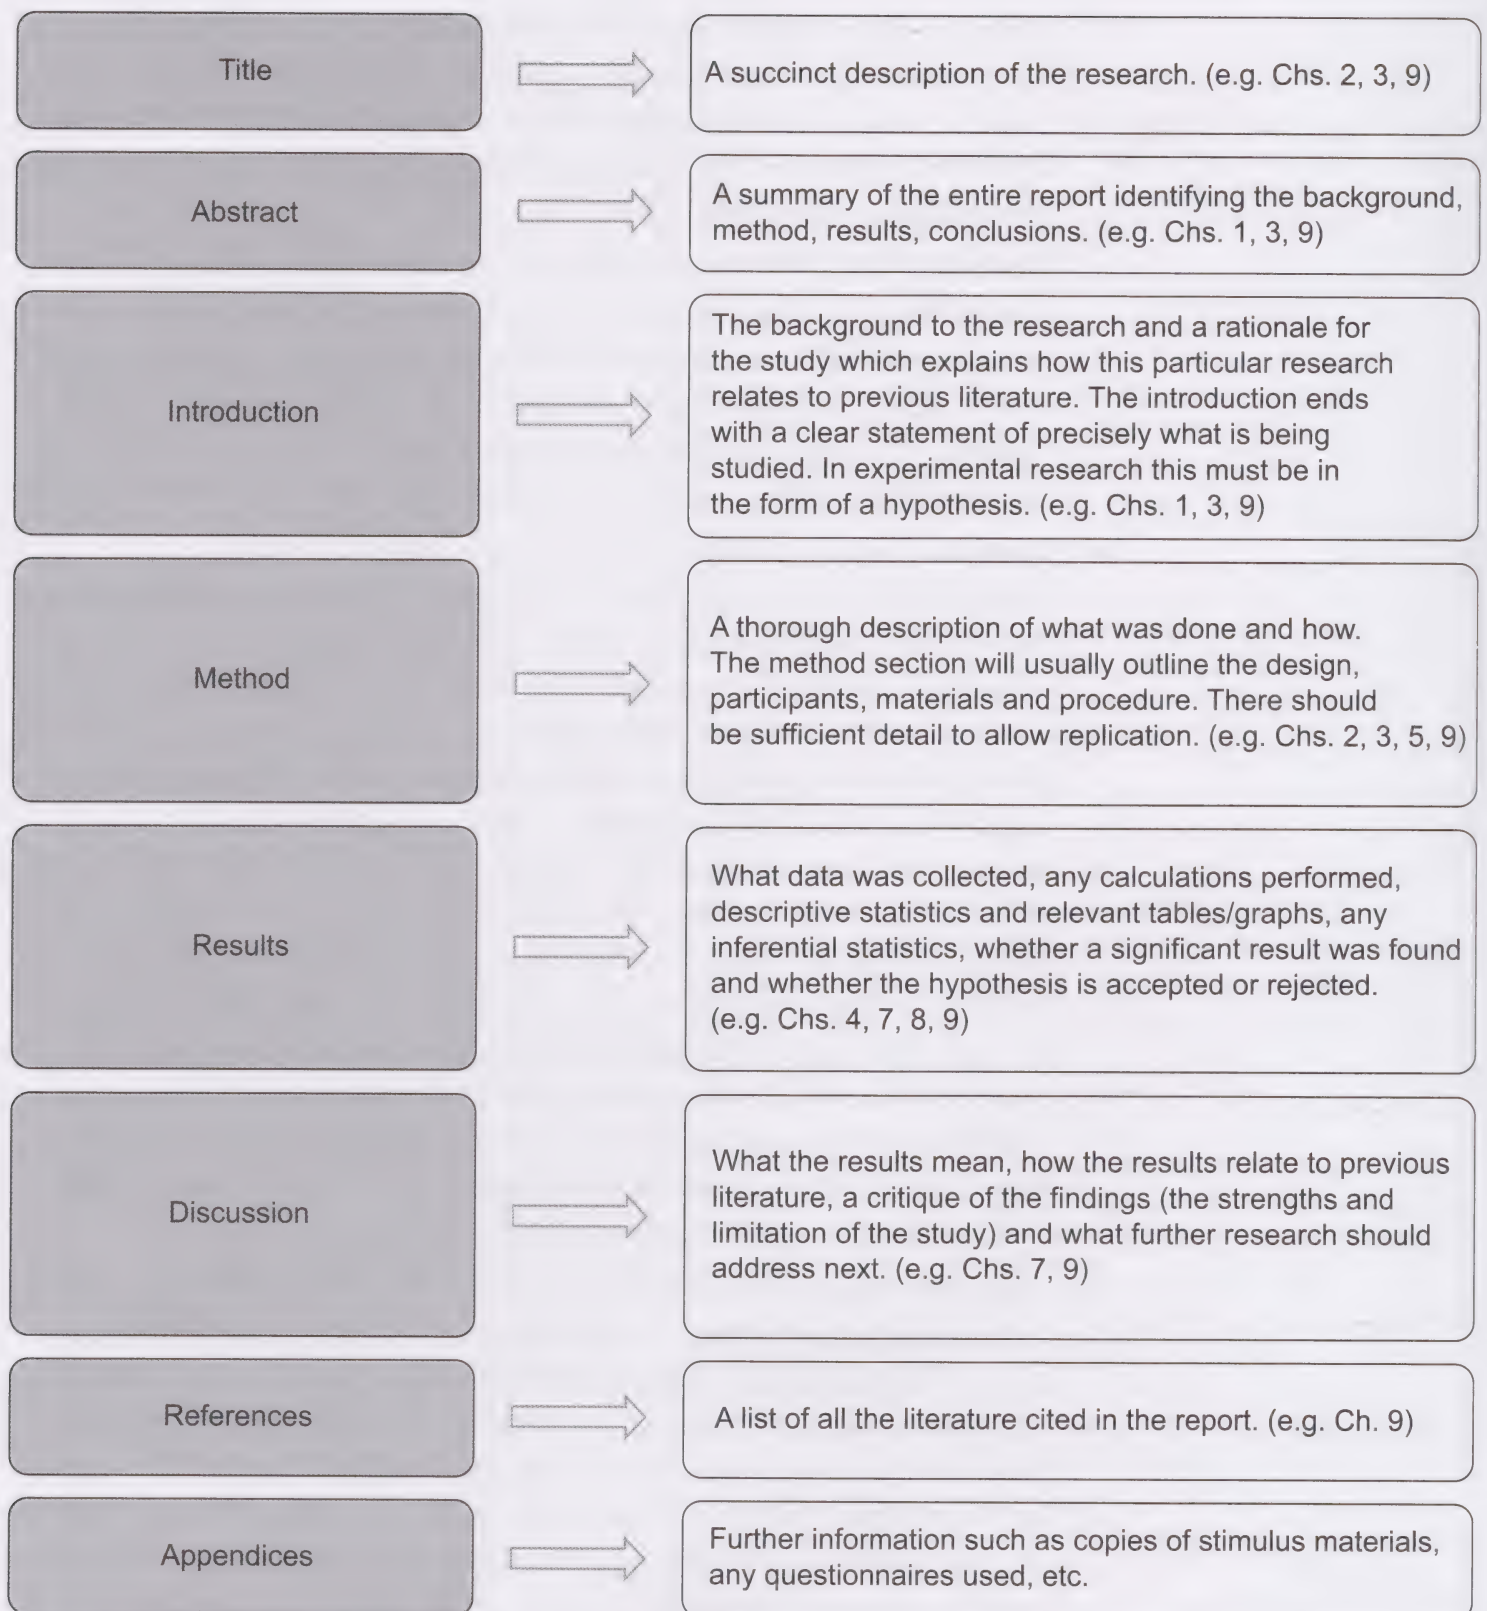 Title
A succinct description of the research. (e.g. Chs. 2, 3, 9)
Abstract
A summary of the entire report identifying the background,
method, results, conclusions. (e.g. Chs. 1, 3, 9)
Introduction
The background to the research and a rationale for
the study which explains how this particular research
relates to previous literature. The introduction ends
with a clear statement of precisely what is being
studied. In experimental research this must be in
the form of a hypothesis. (e.g. Chs. 1, 3, 9)
Method
A thorough description of what was done and how.
The method section will usually outline the design,
participants, materials and procedure. There should
be sufficient detail to allow replication. (e.g. Chs. 2, 3, 5, 9)
Results
What data was collected, any calculations performed,
descriptive statistics and relevant tables/graphs, any
inferential statistics, whether a significant result was found
and whether the hypothesis is accepted or rejected.
(e.g. Chs. 4, 7, 8, 9)
Discussion
What the results mean, how the results relate to previous
literature, a critique of the findings (the strengths and
limitation of the study) and what further research should
address next. (e.g. Chs. 7, 9)
References
A list of all the literature cited in the report. (e.g. Ch. 9)
Appendices
Further information such as copies of stimulus materials,
any questionnaires used, etc.